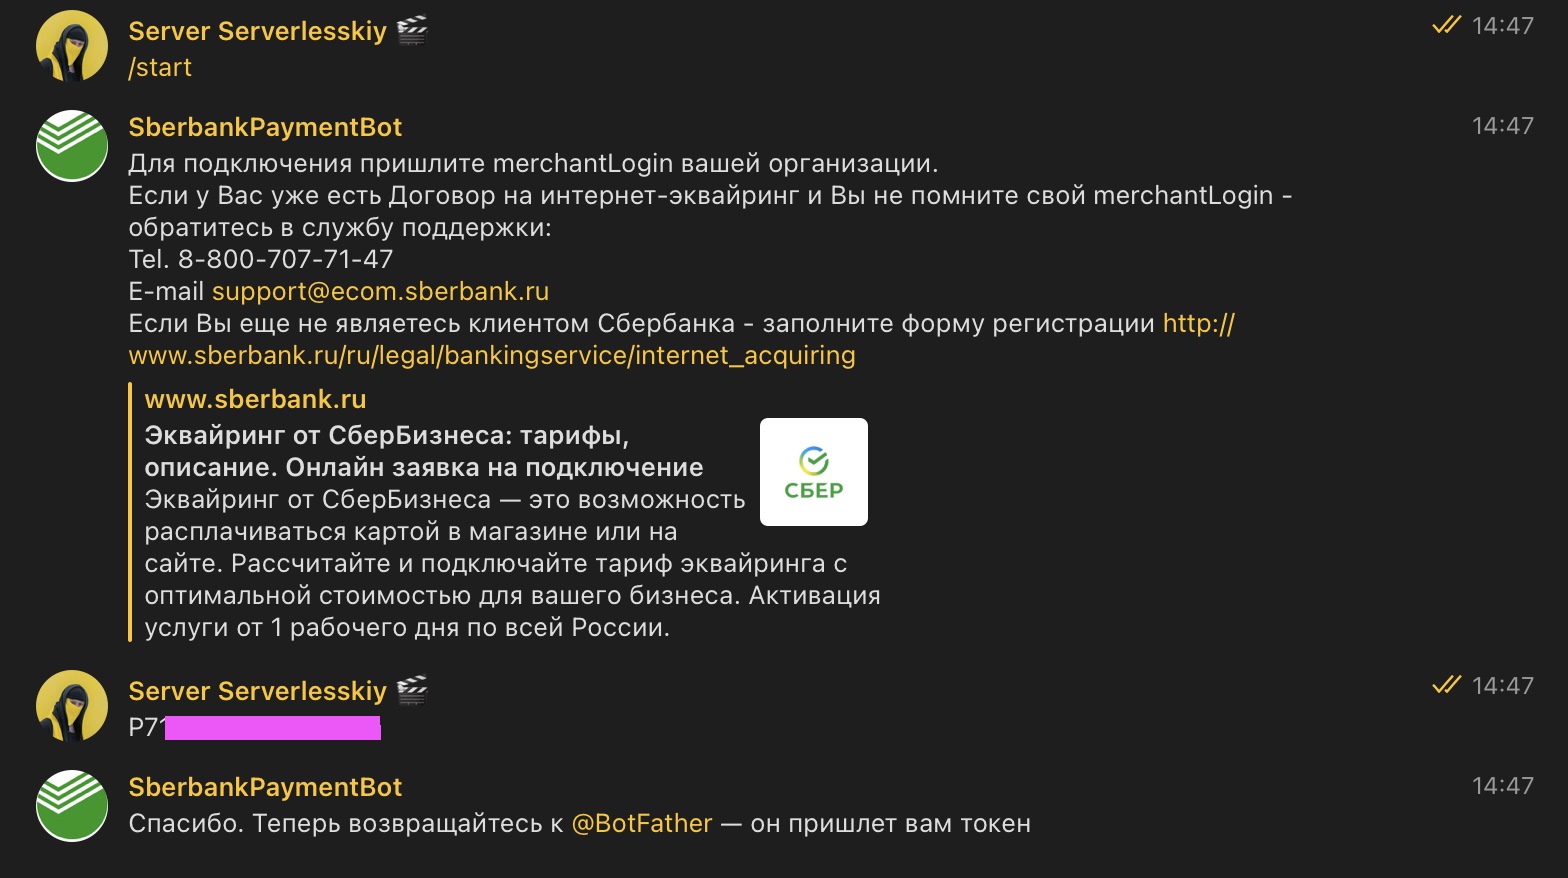 Server Serverlesskiy 🎬 14:47
/start
SberbankPaymentBot 14:47
Для подключения пришлите merchantLogin вашей организации.
Если у Вас уже есть Договор на интернет-эквайринг и Вы не помните свой merchantLogin -
обратитесь в службу поддержки:
Tel. 8-800-707-71-47
E-mail support@ecom.sberbank.ru
Если Вы еще не являетесь клиентом Сбербанка - заполните форму регистрации http://
www.sberbank.ru/ru/legal/bankingservice/internet_acquiring
www.sberbank.ru
Эквайринг от СберБизнеса: тарифы,
описание. Онлайн заявка на подключение
Эквайринг от СберБизнеса — это возможность
расплачиваться картой в магазине или на
сайте. Рассчитайте и подключайте тариф эквайринга с
оптимальной стоимостью для вашего бизнеса. Активация
услуги от 1 рабочего дня по всей России.
СБЕР
Server Serverlesskiy 🎬 14:47
P7
SberbankPaymentBot 14:47
Спасибо. Теперь возвращайтесь к @BotFather — он пришлет вам токен